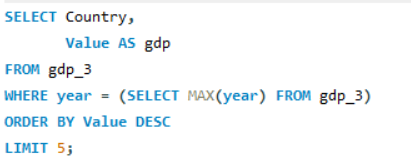 SELECT Country,
Value AS gdp
FROM gdp_3
WHERE year = (SELECT MAX(year) FROM gdp_3)
ORDER BY Value DESC
LIMIT 5;